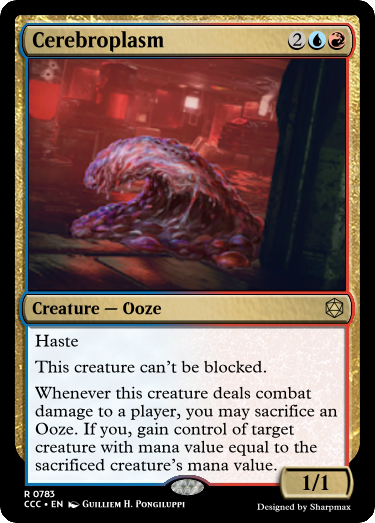 Cerebroplasm 2
Creature — Ooze
Haste
This creature can't be blocked.
Whenever this creature deals combat
damage to a player, you may sacrifice an
Ooze. If you, gain control of target
creature with mana value equal to the
sacrificed creature's mana value.
1/1
R 0783
CCC • EN Guilliem H. Pongiluppi
Designed by Sharpmax